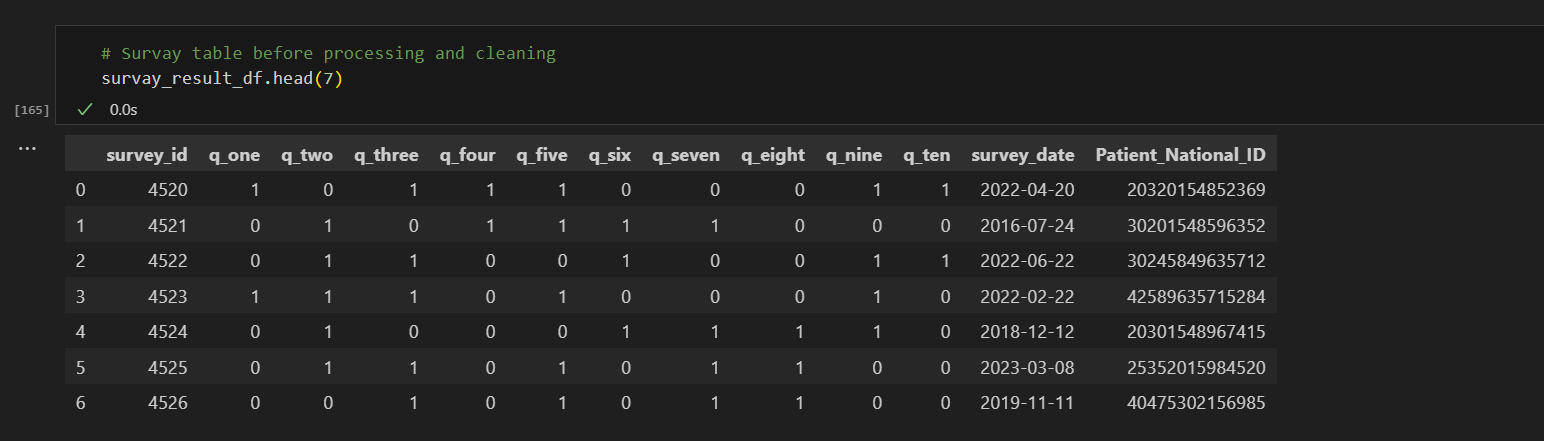 # Survay table before processing and cleaning
survay_result_df.head(7)
[165] ✓ 0.0s
...
survey_id q_one q_two q_three q_four q_five q_six q_seven q_eight q_nine q_ten survey_date Patient_National_ID
0 4520 1 0 1 1 1 0 0 0 1 1 2022-04-20 20320154852369
1 4521 0 1 0 1 1 1 1 0 0 0 2016-07-24 30201548596352
2 4522 0 1 1 0 0 1 0 0 1 1 2022-06-22 30245849635712
3 4523 1 1 1 0 1 0 0 0 1 0 2022-02-22 42589635715284
4 4524 0 1 0 0 0 1 1 1 1 0 2018-12-12 20301548967415
5 4525 0 1 1 0 1 0 1 1 0 0 2023-03-08 25352015984520
6 4526 0 0 1 0 1 0 1 1 0 0 2019-11-11 40475302156985